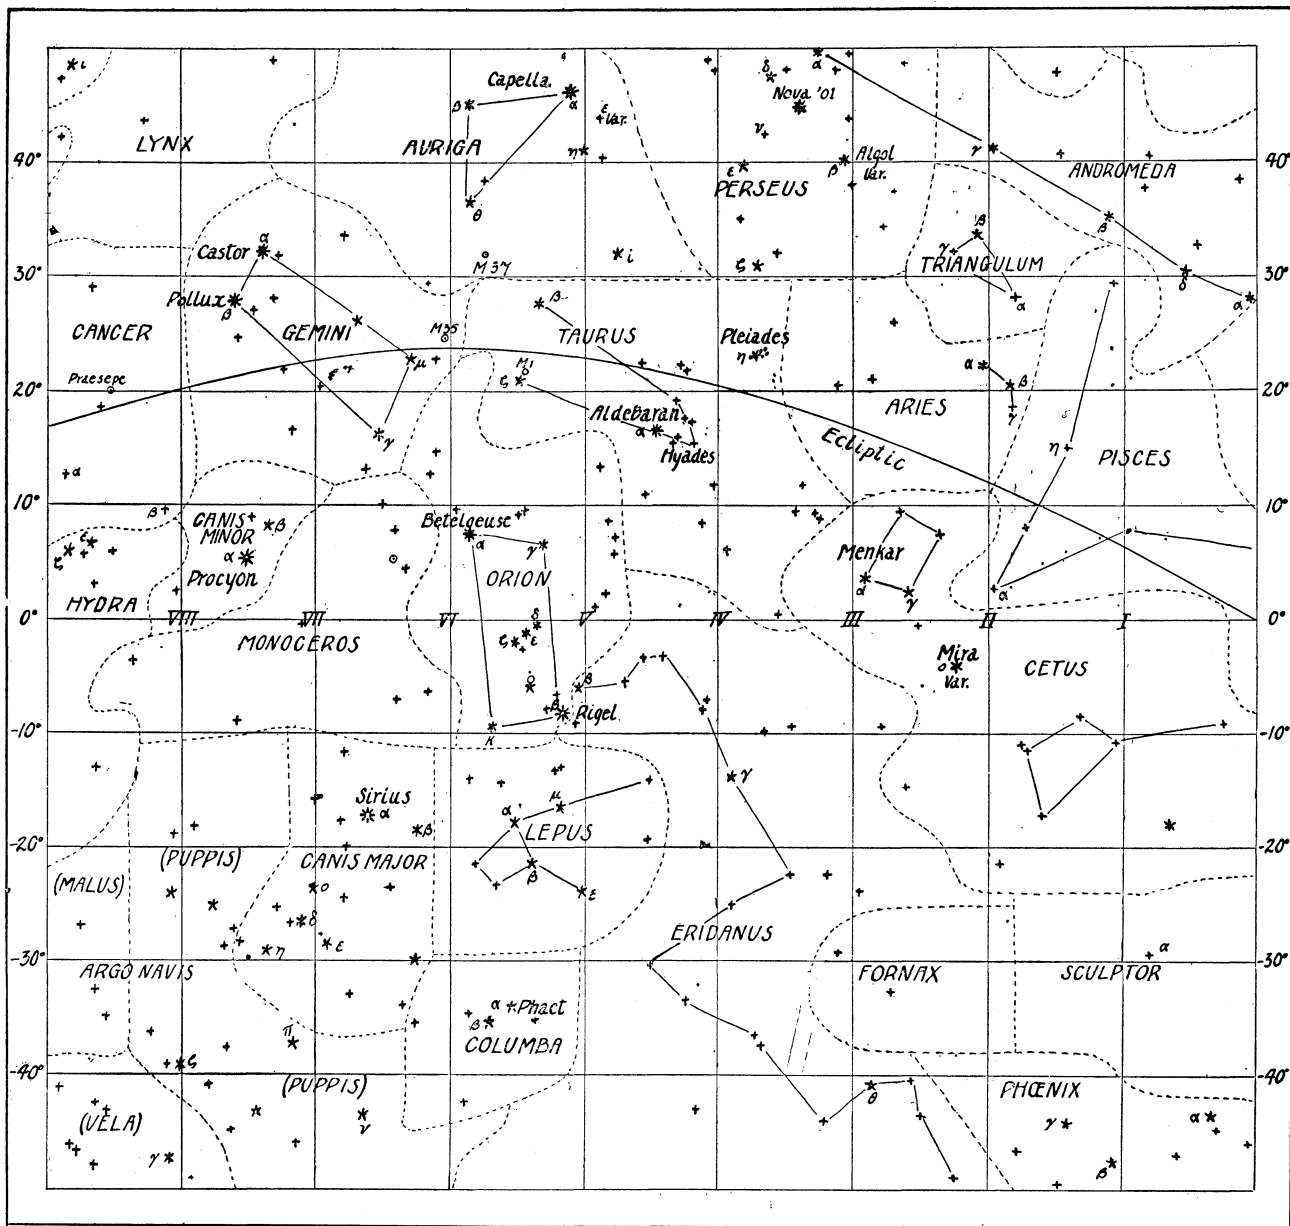 ι
Capella.
α
β
ε
Var.
δ
α
Nova '01
ν
LYNX
AURIGA
η
40°
ε
PERSEUS
β
Algol
Var.
γ
ANDROMEDA
40°
θ
α
Castor
M 37
i
ζ
β
γ
TRIANGULUM
α
β
δ
30°
30°
α
Pollux
β
GEMINI
M35
β
TAURUS
Pleiades
η
CANCER
Praesepe
μ
M1
ζ
α
β
γ
ARIES
20°
20°
Aldebaran
α
Hyades
γ
Ecliptic
η
PISCES
α
10°
10°
β
CANIS
MINOR
β
α
Procyon
Betelgeuse
α
γ
ORION
Menkar
α
γ
α
ε
ζ
HYDRA
0°
VIII
VII
VI
V
IV
III
II
I
0°
MONOCEROS
δ
ε
ζ
Mira
ο
Var.
CETUS
β
β
Rigel
κ
-10°
-10°
Sirius
α
β
μ
α
LEPUS
β
ε
γ
-20°
-20°
(PUPPIS)
CANIS MAJOR
(MALUS)
ο
δ
η
ε
ERIDANUS
ARGO NAVIS
-30°
FORNAX
SCULPTOR
α
-30°
α
Phact
β
COLUMBA
π
ζ
-40°
-40°
(PUPPIS)
(VELA)
ν
γ
θ
PHŒNIX
γ
α
β